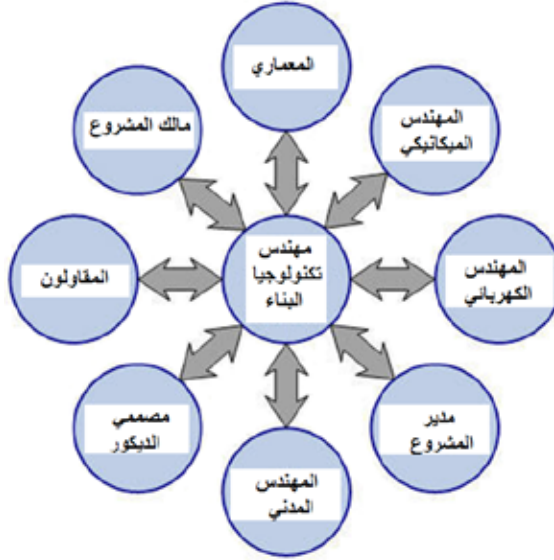 المعماري
المهندس
الميكانيكي
مالك المشروع
مهندس
تكنولوجيا
البناء
المهندس
الكهربائي
المقاولون
مدير
المشروع
مصممي
الديكور
المهندس
المدني